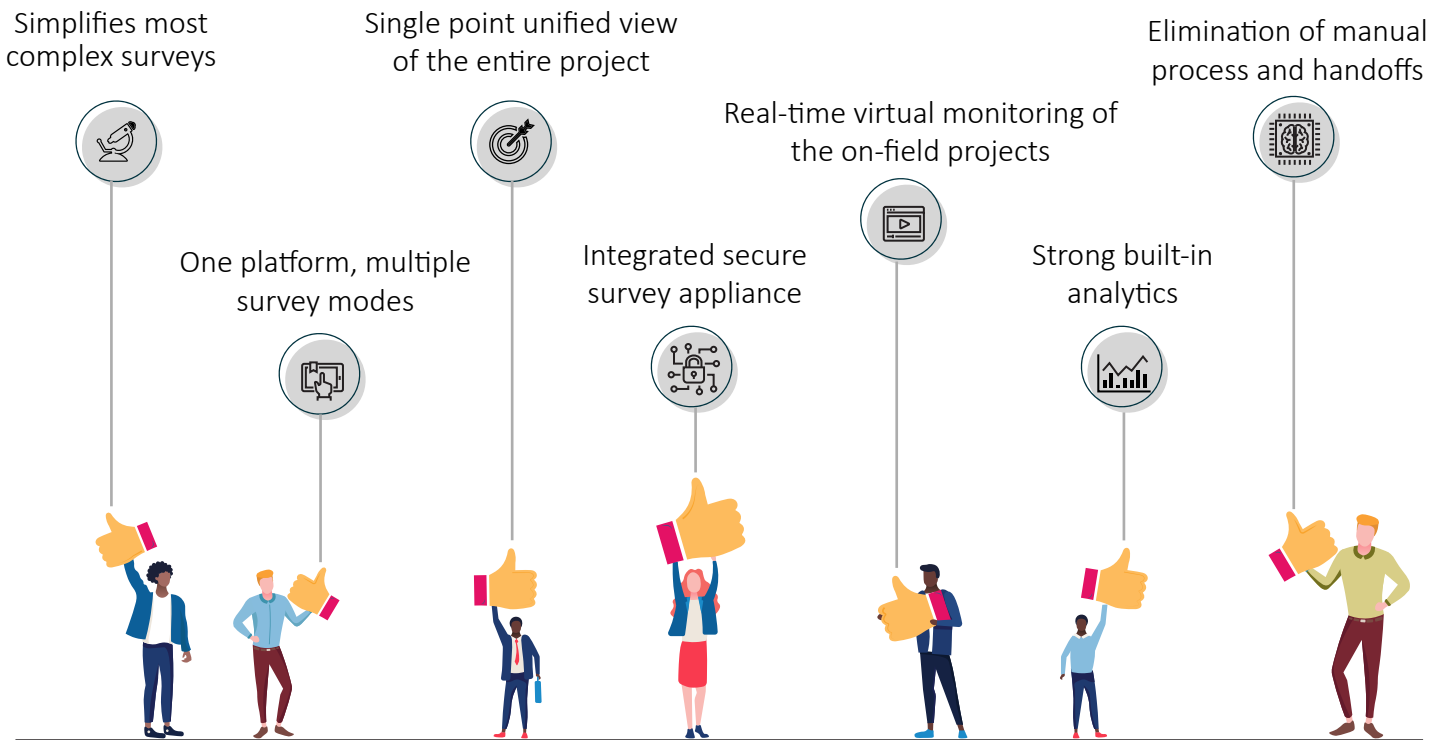 Simplifies most
complex surveys
One platform, multiple
survey modes
Single point unified view
of the entire project
Integrated secure
survey appliance
Real-time virtual monitoring of
the on-field projects
Strong built-in
analytics
Elimination of manual
process and handoffs